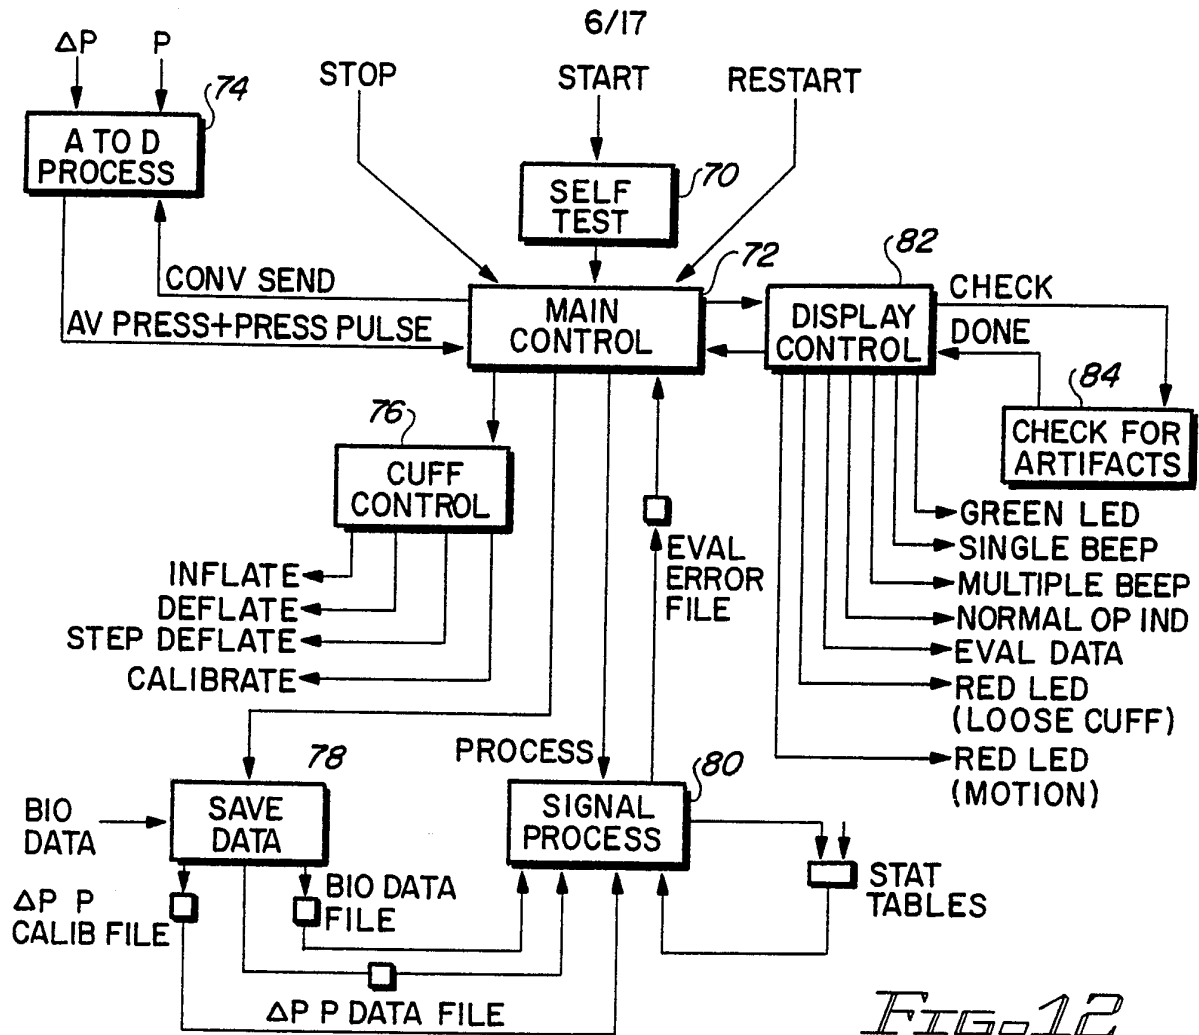 6/17
ΔP P
STOP
START
RESTART
74
A TO D
PROCESS
70
SELF
TEST
CONV SEND
AV PRESS+PRESS PULSE
72
MAIN
CONTROL
82
DISPLAY
CONTROL
CHECK
DONE
84
CHECK FOR
ARTIFACTS
76
CUFF
CONTROL
INFLATE
DEFLATE
STEP DEFLATE
CALIBRATE
EVAL
ERROR
FILE
GREEN LED
SINGLE BEEP
MULTIPLE BEEP
NORMAL OP IND
EVAL DATA
RED LED
(LOOSE CUFF)
RED LED
(MOTION)
PROCESS
78
BIO
DATA
SAVE
DATA
80
SIGNAL
PROCESS
STAT
TABLES
ΔP P
CALIB FILE
BIO DATA
FILE
ΔP P DATA FILE
FIG. 12